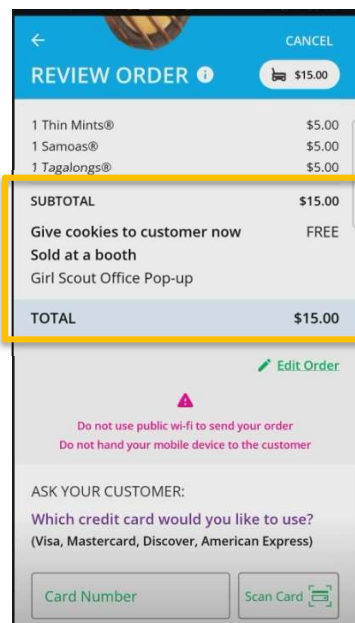 CANCEL
REVIEW ORDER i $15.00
1 Thin Mints® $5.00
1 Samoas® $5.00
1 Tagalongs® $5.00
SUBTOTAL $15.00
Give cookies to customer now FREE
Sold at a booth
Girl Scout Office Pop-up
TOTAL $15.00
Edit Order
Do not use public wi-fi to send your order
Do not hand your mobile device to the customer
ASK YOUR CUSTOMER:
Which credit card would you like to use?
(Visa, Mastercard, Discover, American Express)
Card Number Scan Card